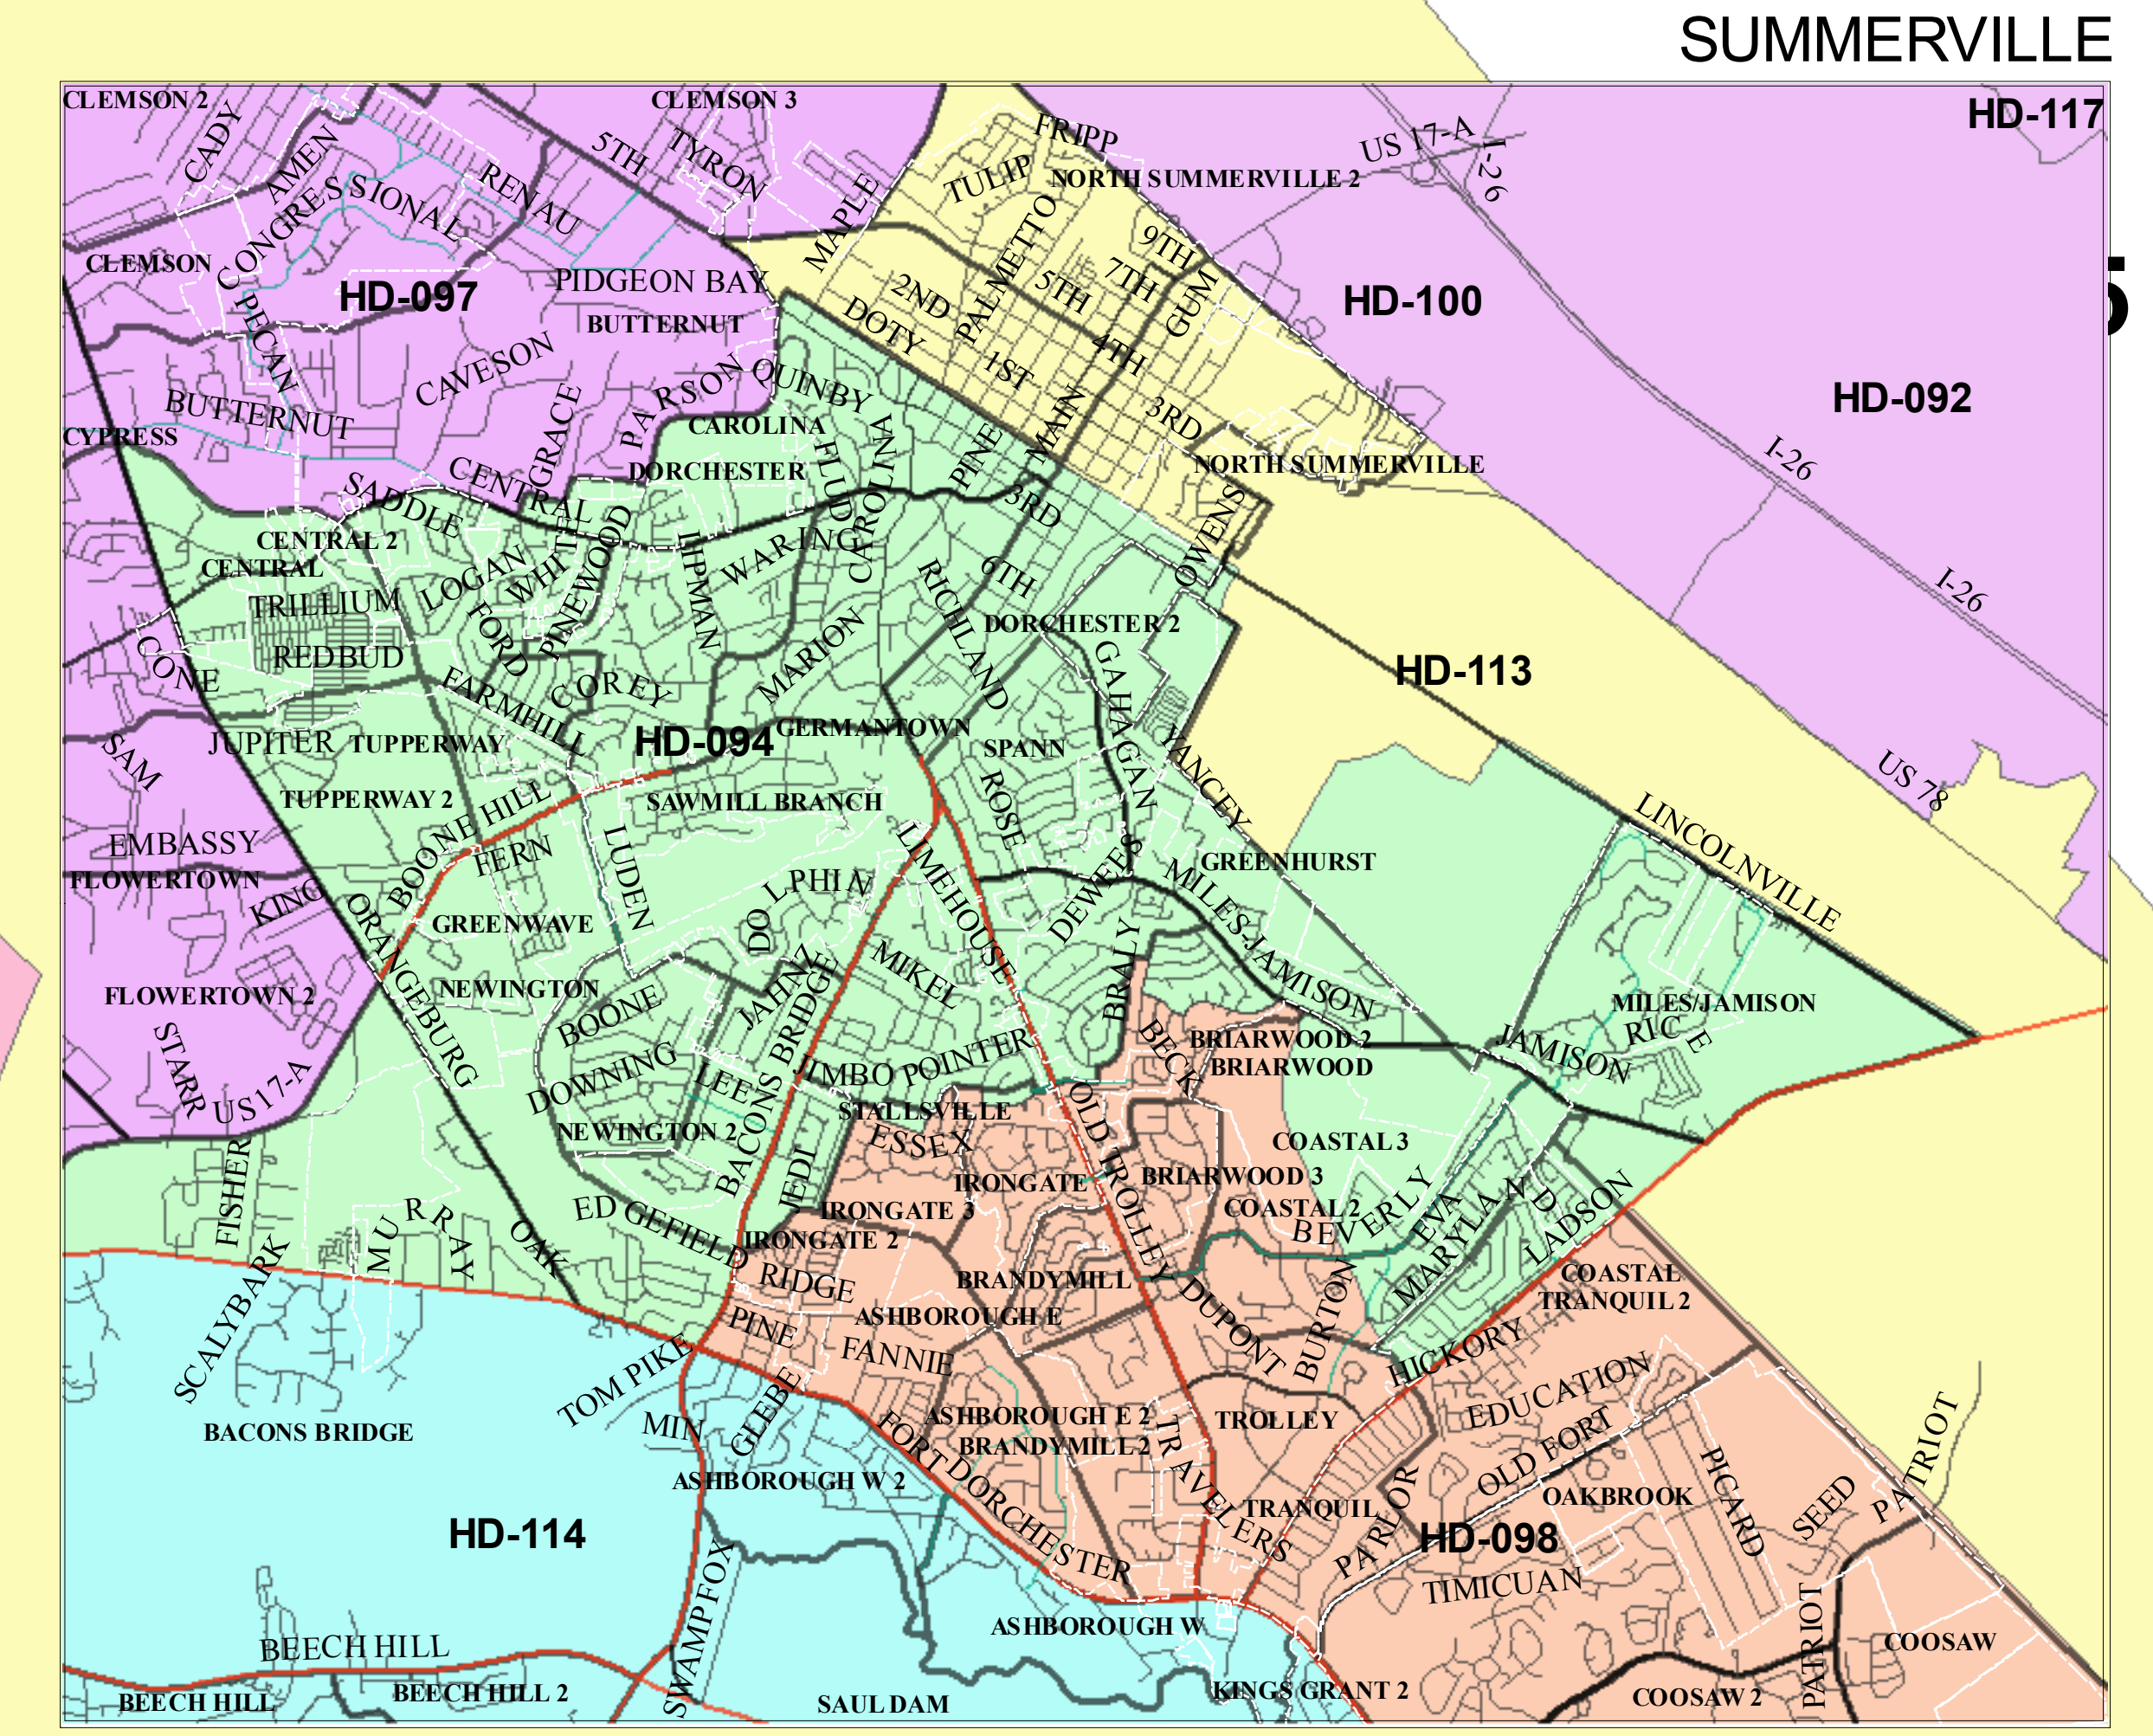 SUMMERVILLE
CLEMSON 2
CLEMSON 3
HD-117
CADY
AMEN
5TH
TYRON
FRIPP
US 17-A
I-26
TULIP
NORTH SUMMERVILLE 2
CONGRESSIONAL
RENAU
MAPLE
PALMETTO
9TH
CLEMSON
HD-097
PIDGEON BAY
BUTTERNUT
2ND
5TH
7TH
GUM
HD-100
5
PECAN
DOTY
1ST
4TH
CAVESON
GRACE
PARSON
QUINBY
MAIN
3RD
HD-092
BUTTERNUT
CYPRESS
CAROLINA
DORCHESTER
FLUD
CAROLINA
PINE
NORTH SUMMERVILLE
I-26
SADDLE
CENTRAL
3RD
OWENS
CENTRAL 2
CENTRAL
LOGAN
WHIT
PINEWOOD
LIPMAN
WARING
RICHLAND
6TH
I-26
TRILLIUM
FORD
MARION
DORCHESTER 2
CONE
REDBUD
FARMHILL
COREY
GAHAGAN
HD-113
SAM
JUPITER
TUPPERWAY
HD-094
GERMANTOWN
SPANN
YANCEY
US 78
TUPPERWAY 2
BOONE HILL
SAWMILL BRANCH
ROSE
LINCOLNVILLE
EMBASSY
FERN
LUDEN
LIMEHOUSE
DEWEES
GREENHURST
FLOWERTOWN
KING
ORANGEBURG
GREENWAVE
DOLPHIN
MILES-JAMISON
FLOWERTOWN 2
NEWINGTON
BOONE
JAHNZ
MIKEL
BRALY
MILES/JAMISON
STARR
US17-A
DOWNING
LEE
BACONS BRIDGE
JIMBO POINTER
BECK
BRIARWOOD 2
BRIARWOOD
JAMISON
RICE
NEWINGTON 2
STALLSVILLE
ESSEX
OLD TROLLEY
COASTAL 3
FISHER
JEDI
IRONGATE
BRIARWOOD 3
MURRAY
OAK
EDGEFIELD
IRONGATE 3
IRONGATE 2
COASTAL 2
BEVERLY
EVA
MARYLAND
LADSON
SCALYBARK
RIDGE
BRANDYMILL
DUPONT
BURTON
COASTAL
TRANQUIL 2
TOM PIKE
PINE
ASHBOROUGH E
FANNIE
HICKORY
BACONS BRIDGE
MIN
GLEBE
ASHBOROUGH E 2
BRANDYMILL 2
TRAVELERS
TROLLEY
EDUCATION
OLD FORT
PATRIOT
ASHBOROUGH W 2
FORT DORCHESTER
TRANQUIL
PARLOR
OAKBROOK
PICARD
SEED
HD-114
HD-098
SWAMPFOX
TIMICUAN
PATRIOT
ASHBOROUGH W
COOSAW
BEECH HILL
BEECH HILL
BEECH HILL 2
SAUL DAM
KINGS GRANT 2
COOSAW 2